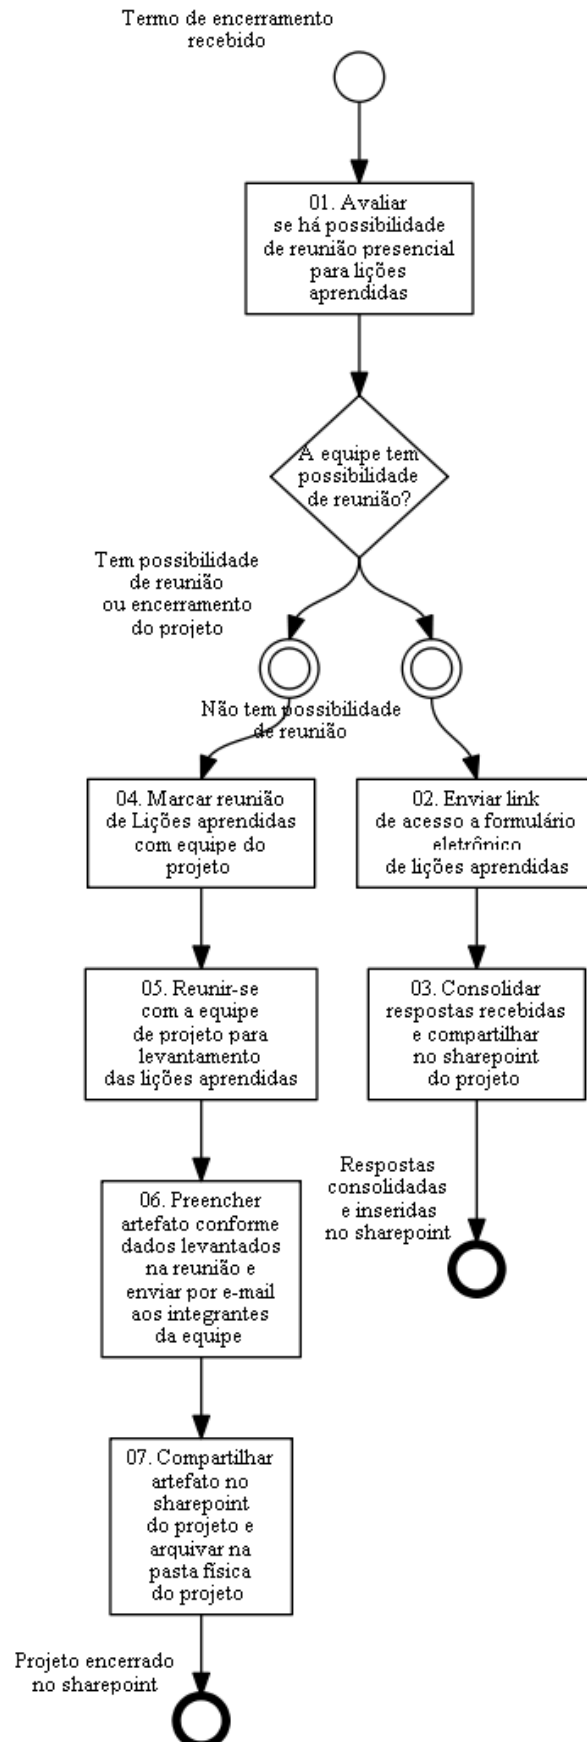 Termo de encerramento
recebido
01. Avaliar
se há possibilidade
de reunião presencial
para lições
aprendidas
A equipe tem
possibilidade
de reunião?
Tem possibilidade
de reunião
ou encerramento
do projeto
Não tem possibilidade
de reunião
04. Marcar reunião
de Lições aprendidas
com equipe do
projeto
02. Enviar link
de acesso a formulário
eletrônico
de lições aprendidas
05. Reunir-se
com a equipe
de projeto para
levantamento
das lições aprendidas
03. Consolidar
respostas recebidas
e compartilhar
no sharepoint
do projeto
Respostas
consolidadas
e inseridas
no sharepoint
06. Preencher
artefato conforme
dados levantados
na reunião e
enviar por e-mail
aos integrantes
da equipe
07. Compartilhar
artefato no
sharepoint
do projeto e
arquivar na
pasta física
do projeto
Projeto encerrado
no sharepoint